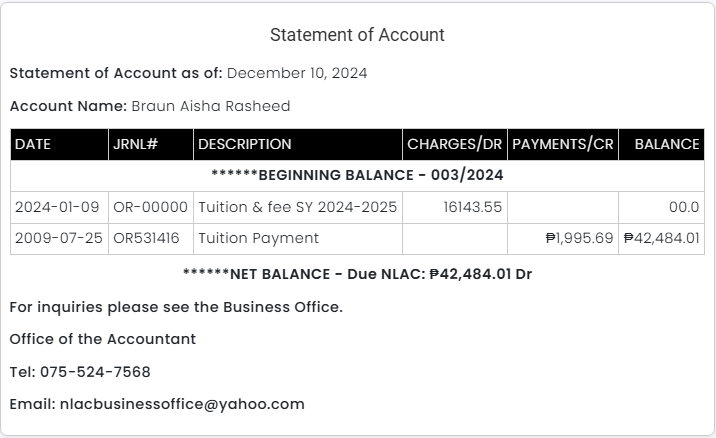 Statement of Account
Statement of Account as of: December 10, 2024
Account Name: Braun Aisha Rasheed
DATE JRNL# DESCRIPTION CHARGES/DR PAYMENTS/CR BALANCE
******BEGINNING BALANCE - 003/2024
2024-01-09 OR-00000 Tuition & fee SY 2024-2025 16143.55 00.0
2009-07-25 OR531416 Tuition Payment ₱1,995.69 ₱42,484.01
******NET BALANCE - Due NLAC: ₱42,484.01 Dr
For inquiries please see the Business Office.
Office of the Accountant
Tel: 075-524-7568
Email: nlacbusinessoffice@yahoo.com